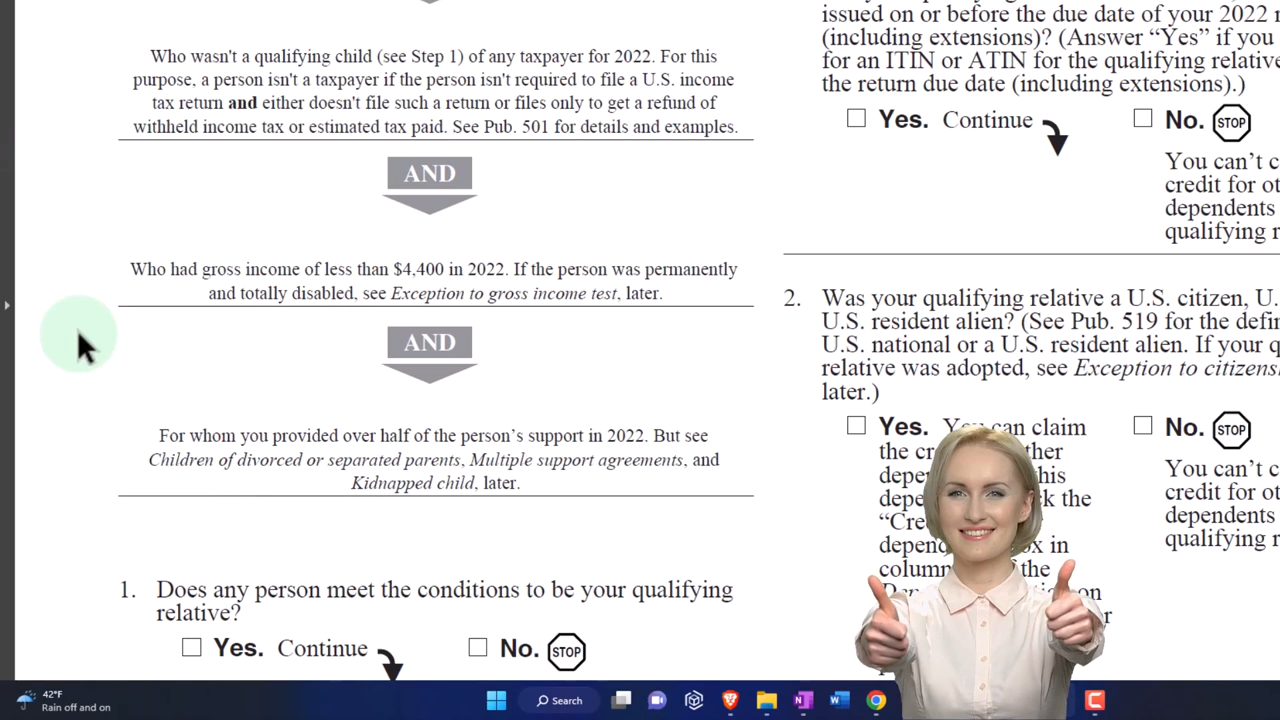 Who wasn't a qualifying child (see Step 1) of any taxpayer for 2022. For this
purpose, a person isn't a taxpayer if the person isn't required to file a U.S. income
tax return and either doesn't file such a return or files only to get a refund of
withheld income tax or estimated tax paid. See Pub. 501 for details and examples.
AND
Who had gross income of less than $4,400 in 2022. If the person was permanently
and totally disabled, see Exception to gross income test, later.
AND
For whom you provided over half of the person's support in 2022. But see
Children of divorced or separated parents, Multiple support agreements, and
Kidnapped child, later.
1. Does any person meet the conditions to be your qualifying
relative?
Yes. Continue
No. STOP
issued on or before the due date of your 2022
(including extensions)? (Answer “Yes” if you
for an ITIN or ATIN for the qualifying
the return due date (including extensions).)
Yes. Continue
No. STOP
You can’t
credit for
dependents
qualifying
2. Was your qualifying relative a U.S. citizen,
U.S. resident alien? (See Pub. 519 for the
U.S. national or a U.S. resident alien. If your
relative was adopted, see Exception to
later.)
Yes. You can claim
the
the
“
in
column the
on
No. STOP
You can’t
credit for
dependents
qualifying
42°F
Rain off and on
Search